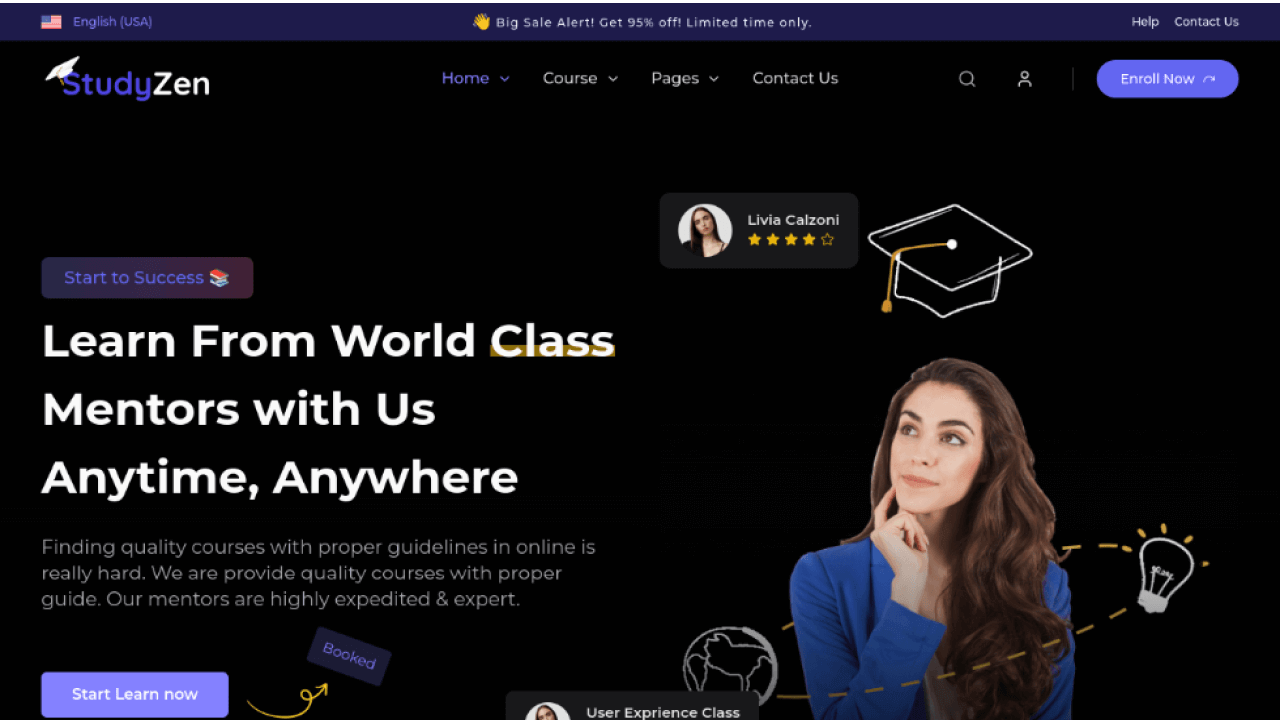 English (USA)
👋 Big Sale Alert! Get 95% off! Limited time only.
Help
Contact Us
StudyZen
Home
Course
Pages
Contact Us
Enroll Now
Livia Calzoni
Start to Success 📚
Learn From World Class
Mentors with Us
Anytime, Anywhere
Finding quality courses with proper guidelines in online is
really hard. We are provide quality courses with proper
guide. Our mentors are highly expedited & expert.
Booked
Start Learn now
User Exprience Class